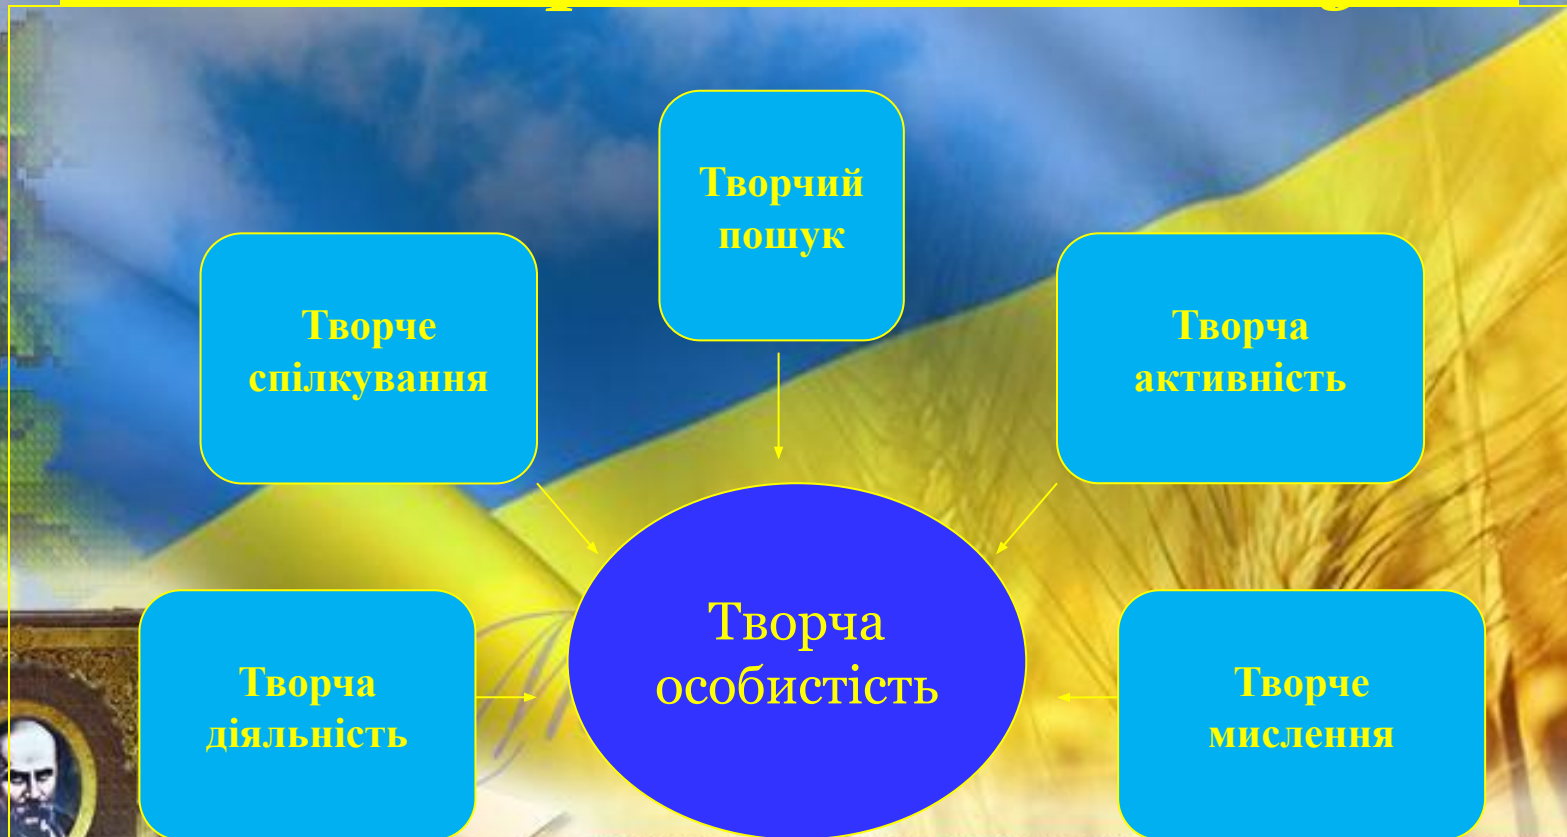 Творчий
пошук
Творче
спілкування
Творча
активність
Творча
особистість
Творча
діяльність
Творче
мислення